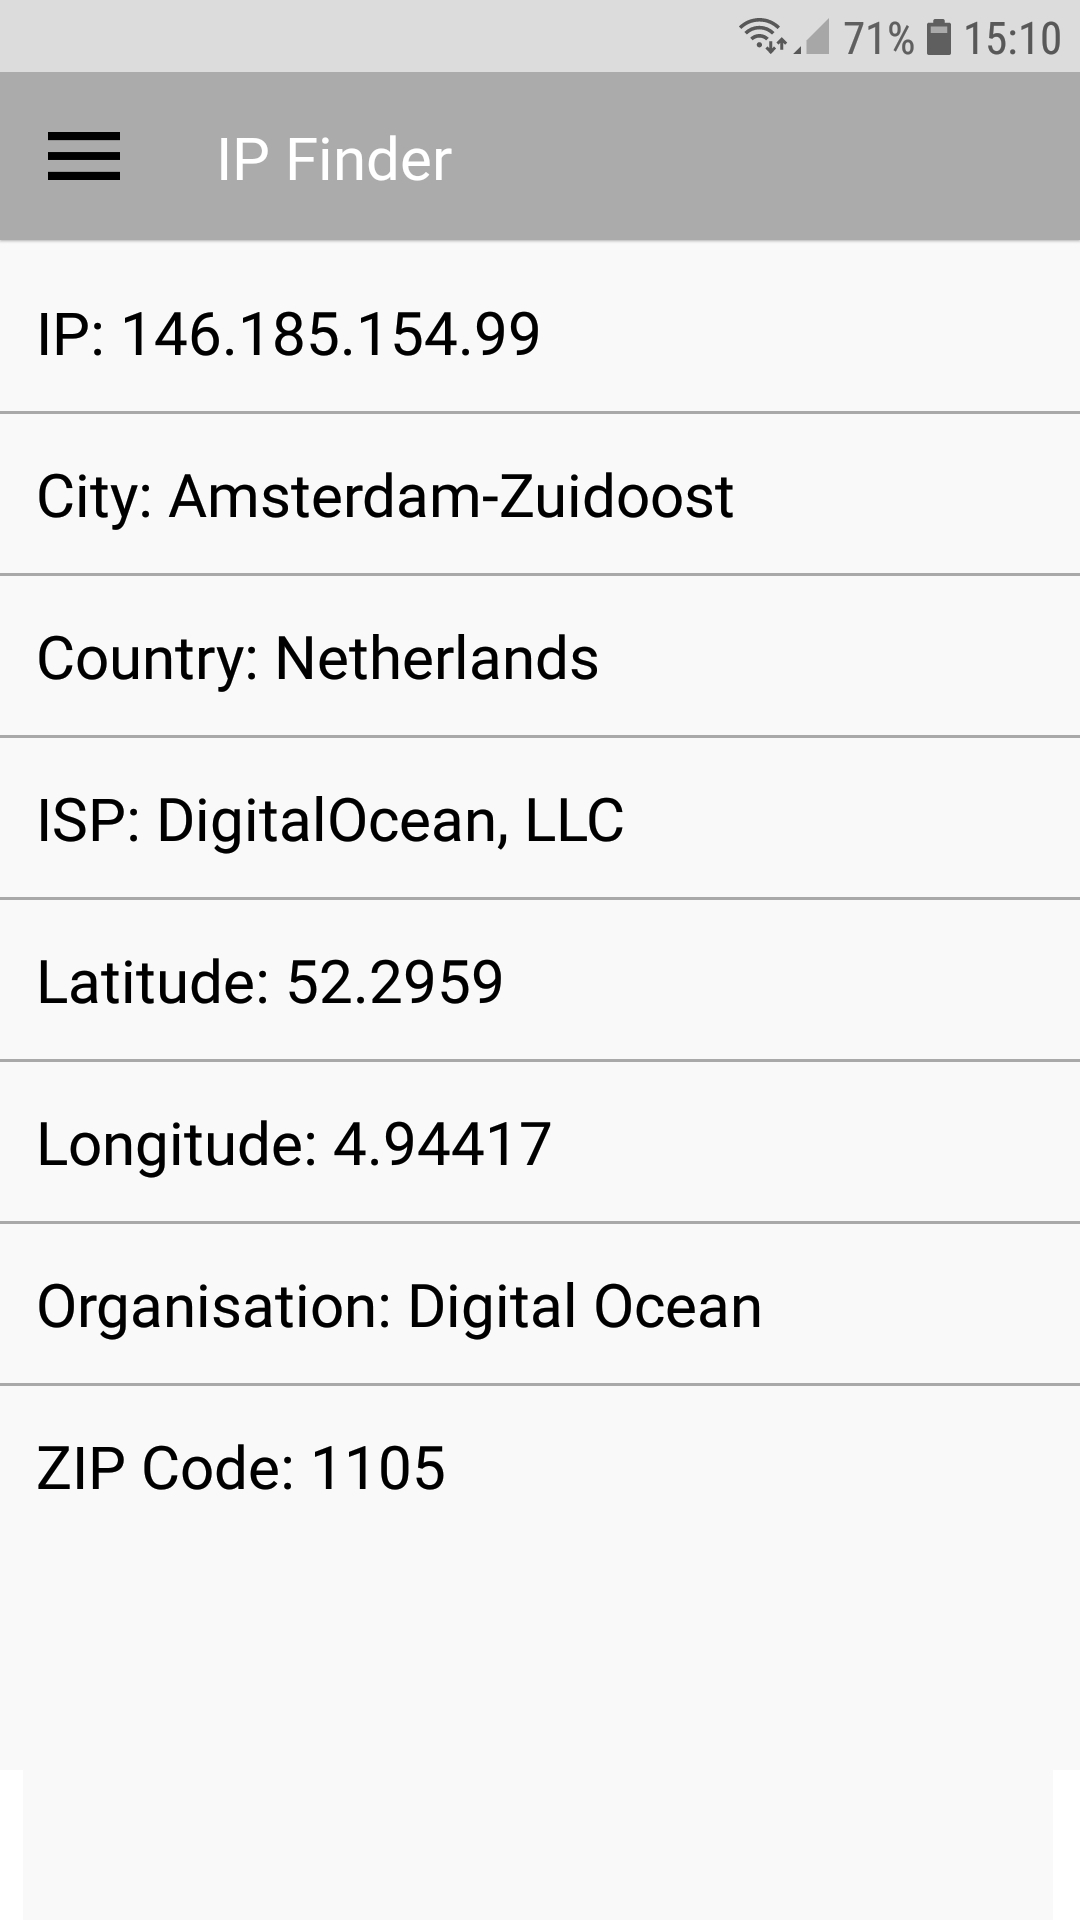 71% 15:10
IP Finder
IP: 146.185.154.99
City: Amsterdam-Zuidoost
Country: Netherlands
ISP: DigitalOcean, LLC
Latitude: 52.2959
Longitude: 4.94417
Organisation: Digital Ocean
ZIP Code: 1105